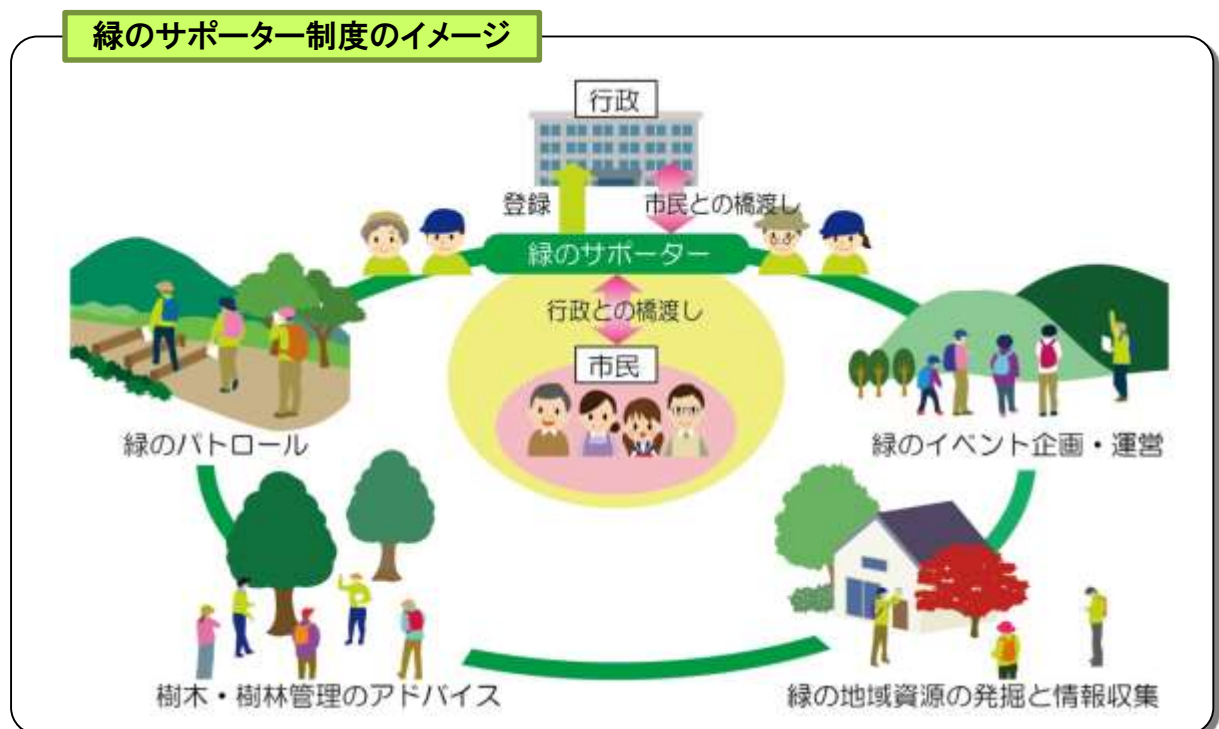 緑のサポーター制度のイメージ
行政
登録
市民との橋渡し
緑のサポーター
行政との橋渡し
市民
緑のパトロール
緑のイベント企画・運営
樹木・樹林管理のアドバイス
緑の地域資源の発掘と情報収集